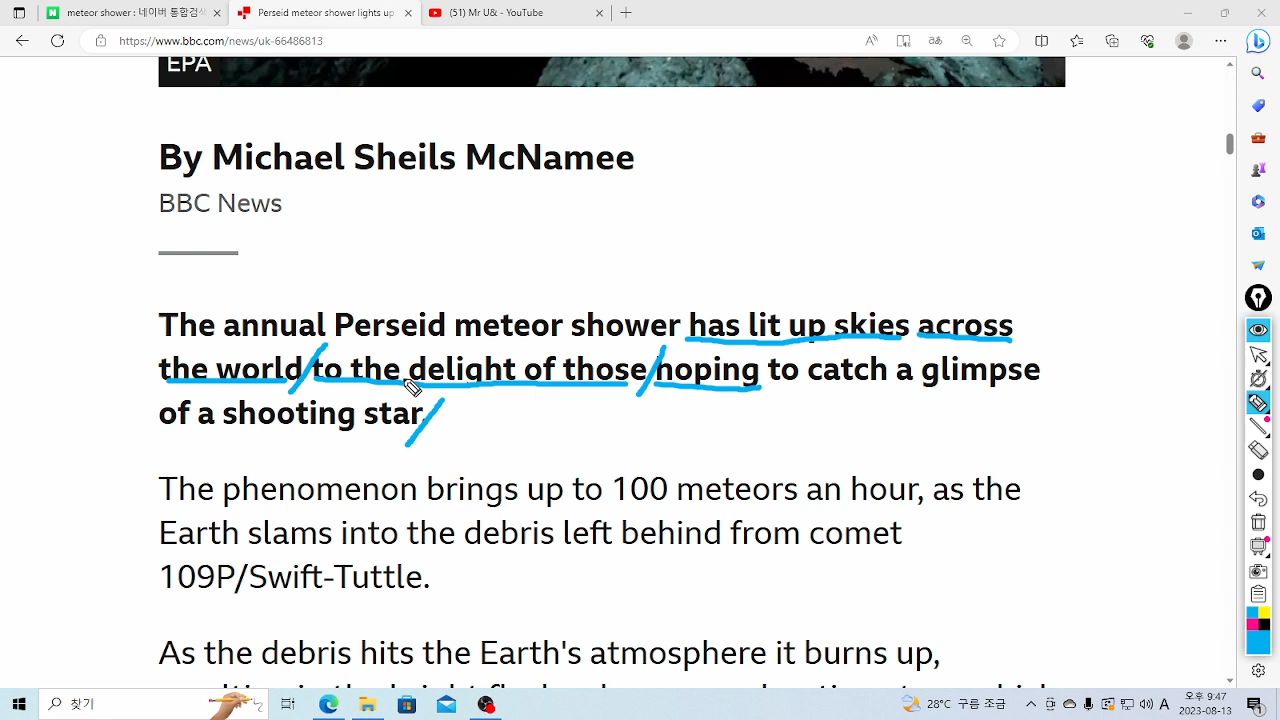 meteor shower : 네이버 통합검색
Perseid meteor shower lights up
(51) Mr U& - YouTube
https://www.bbc.com/news/uk-66486813
EPA
By Michael Sheils McNamee
BBC News
The annual Perseid meteor shower has lit up skies across
the world to the delight of those hoping to catch a glimpse
of a shooting star.
The phenomenon brings up to 100 meteors an hour, as the
Earth slams into the debris left behind from comet
109P/Swift-Tuttle.
As the debris hits the Earth's atmosphere it burns up,
찾기
28°C 구름 조금
A
오후 9:47
2023-08-13